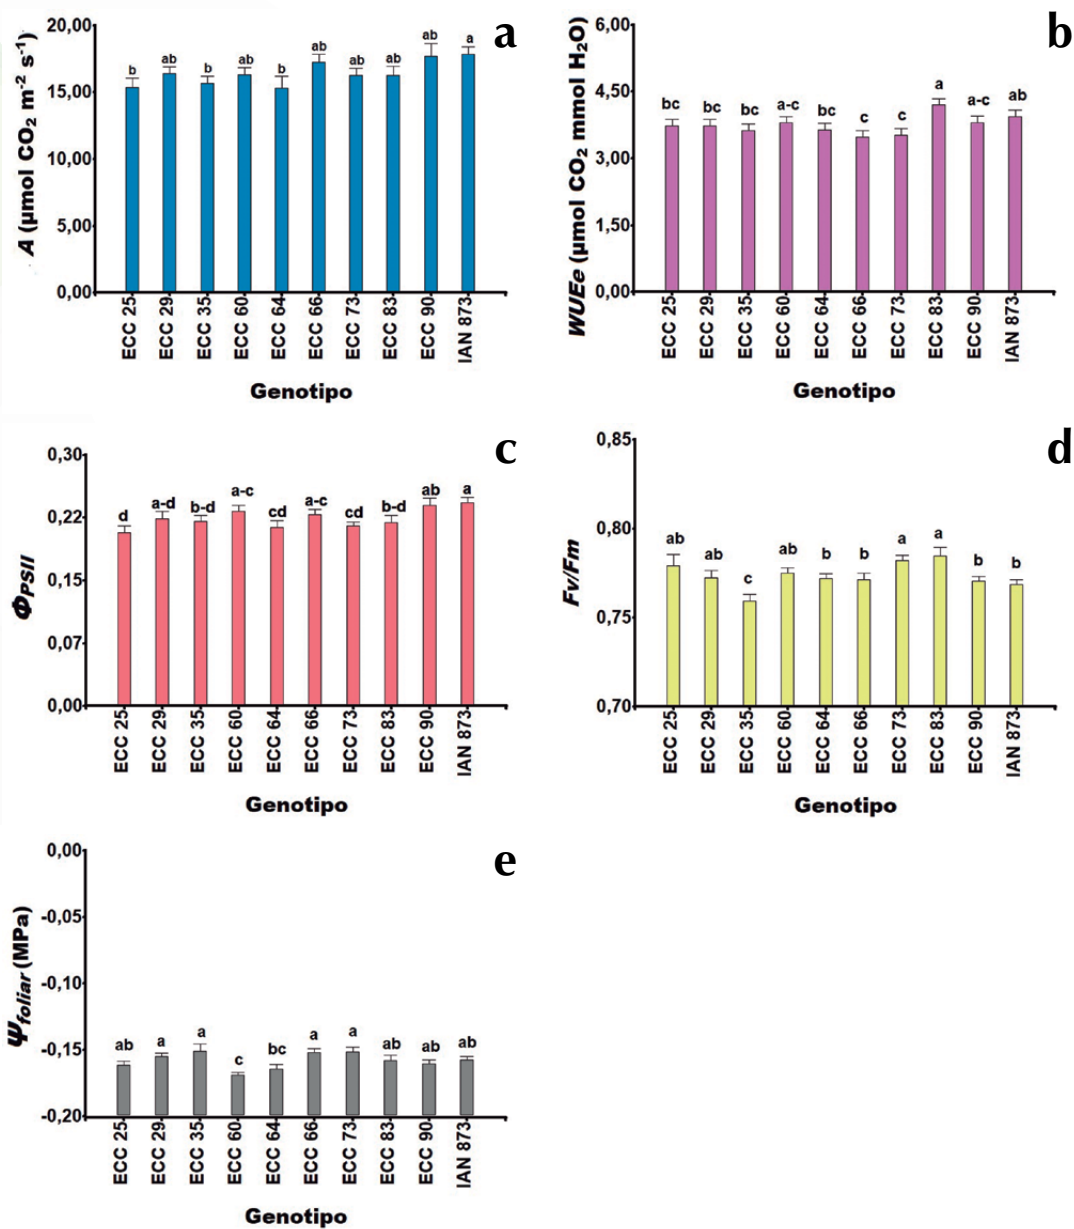 a
A (µmol CO₂ m⁻² s⁻¹)
20,00
15,00
10,00
5,00
0,00
b ab b ab b ab ab ab ab a
ECC 25 ECC 29 ECC 35 ECC 60 ECC 64 ECC 66 ECC 73 ECC 83 ECC 90 IAN 873
Genotipo
b
WUEe (µmol CO₂ mmol H₂O)
6,00
4,50
3,00
1,50
0,00
bc bc bc a-c bc c c a a-c ab
ECC 25 ECC 29 ECC 35 ECC 60 ECC 64 ECC 66 ECC 73 ECC 83 ECC 90 IAN 873
Genotipo
c
ΦPSII
0,30
0,22
0,15
0,07
0,00
d a-d b-d a-c cd a-c cd b-d ab a
ECC 25 ECC 29 ECC 35 ECC 60 ECC 64 ECC 66 ECC 73 ECC 83 ECC 90 IAN 873
Genotipo
d
Fv/Fm
0,85
0,80
0,75
0,70
ab ab c ab b b a a b b
ECC 25 ECC 29 ECC 35 ECC 60 ECC 64 ECC 66 ECC 73 ECC 83 ECC 90 IAN 873
Genotipo
e
Ψfoliar (MPa)
0,00
-0,05
-0,10
-0,15
-0,20
ab a a c bc a a ab ab ab
ECC 25 ECC 29 ECC 35 ECC 60 ECC 64 ECC 66 ECC 73 ECC 83 ECC 90 IAN 873
Genotipo